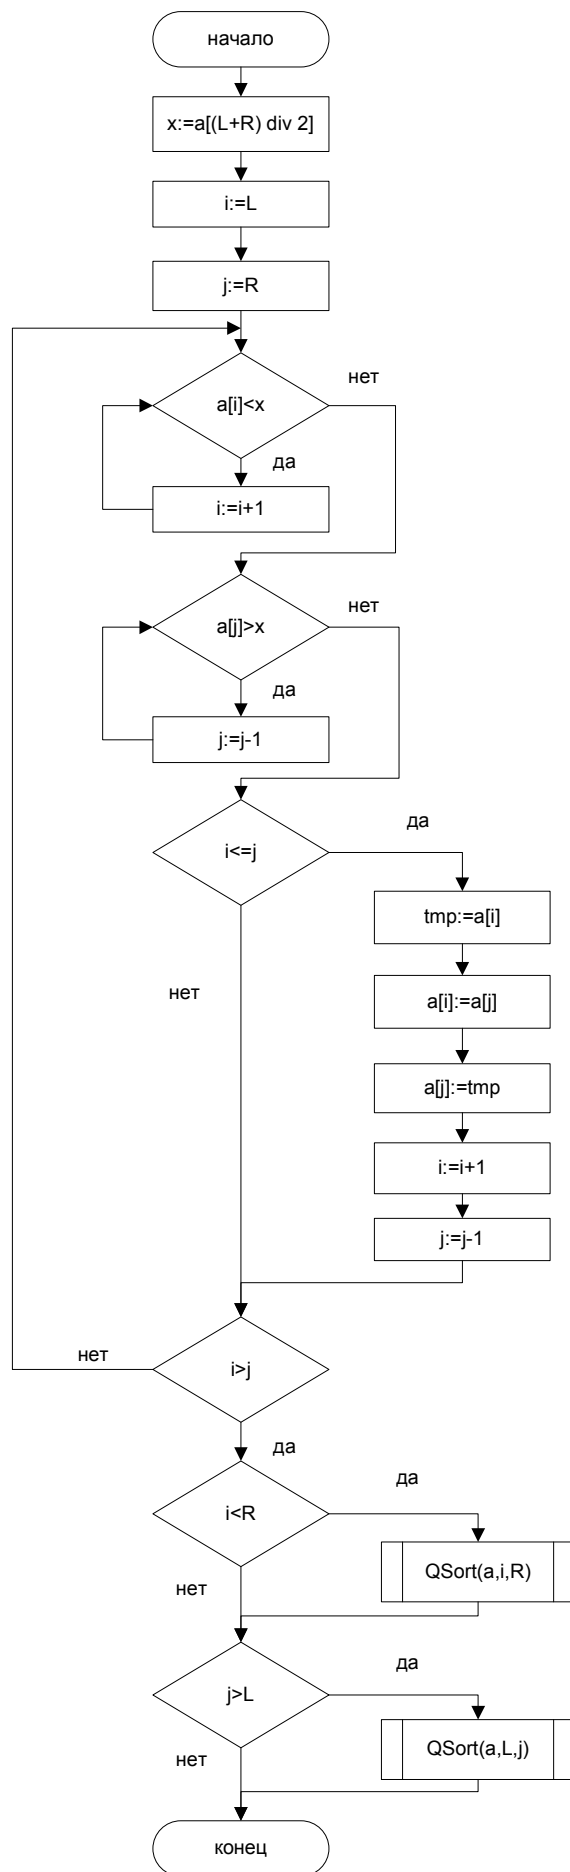 начало
x:=a[(L+R) div 2]
i:=L
j:=R
нет
a[i]<x
да
i:=i+1
нет
a[j]>x
да
j:=j-1
да
i<=j
tmp:=a[i]
нет
a[i]:=a[j]
a[j]:=tmp
i:=i+1
j:=j-1
нет
i>j
да
да
i<R
QSort(a,i,R)
нет
да
j>L
QSort(a,L,j)
нет
конец